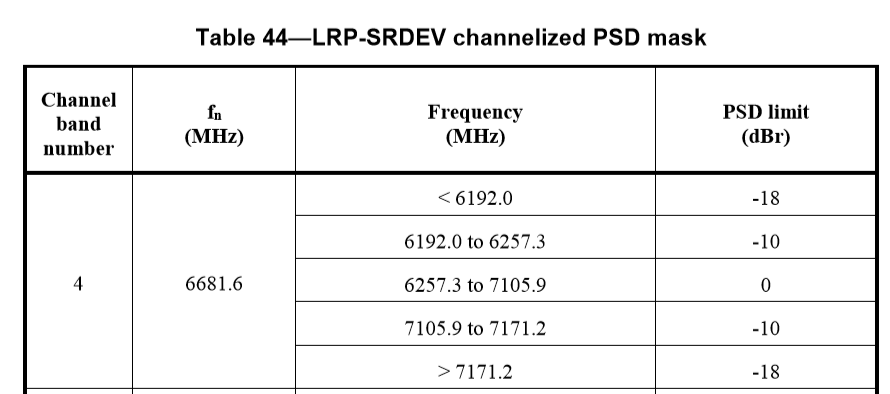 Table 44—LRP-SRDEV channelized PSD mask
Channel band number
fn (MHz)
Frequency (MHz)
PSD limit (dBr)
4
6681.6
< 6192.0
-18
6192.0 to 6257.3
-10
6257.3 to 7105.9
0
7105.9 to 7171.2
-10
> 7171.2
-18